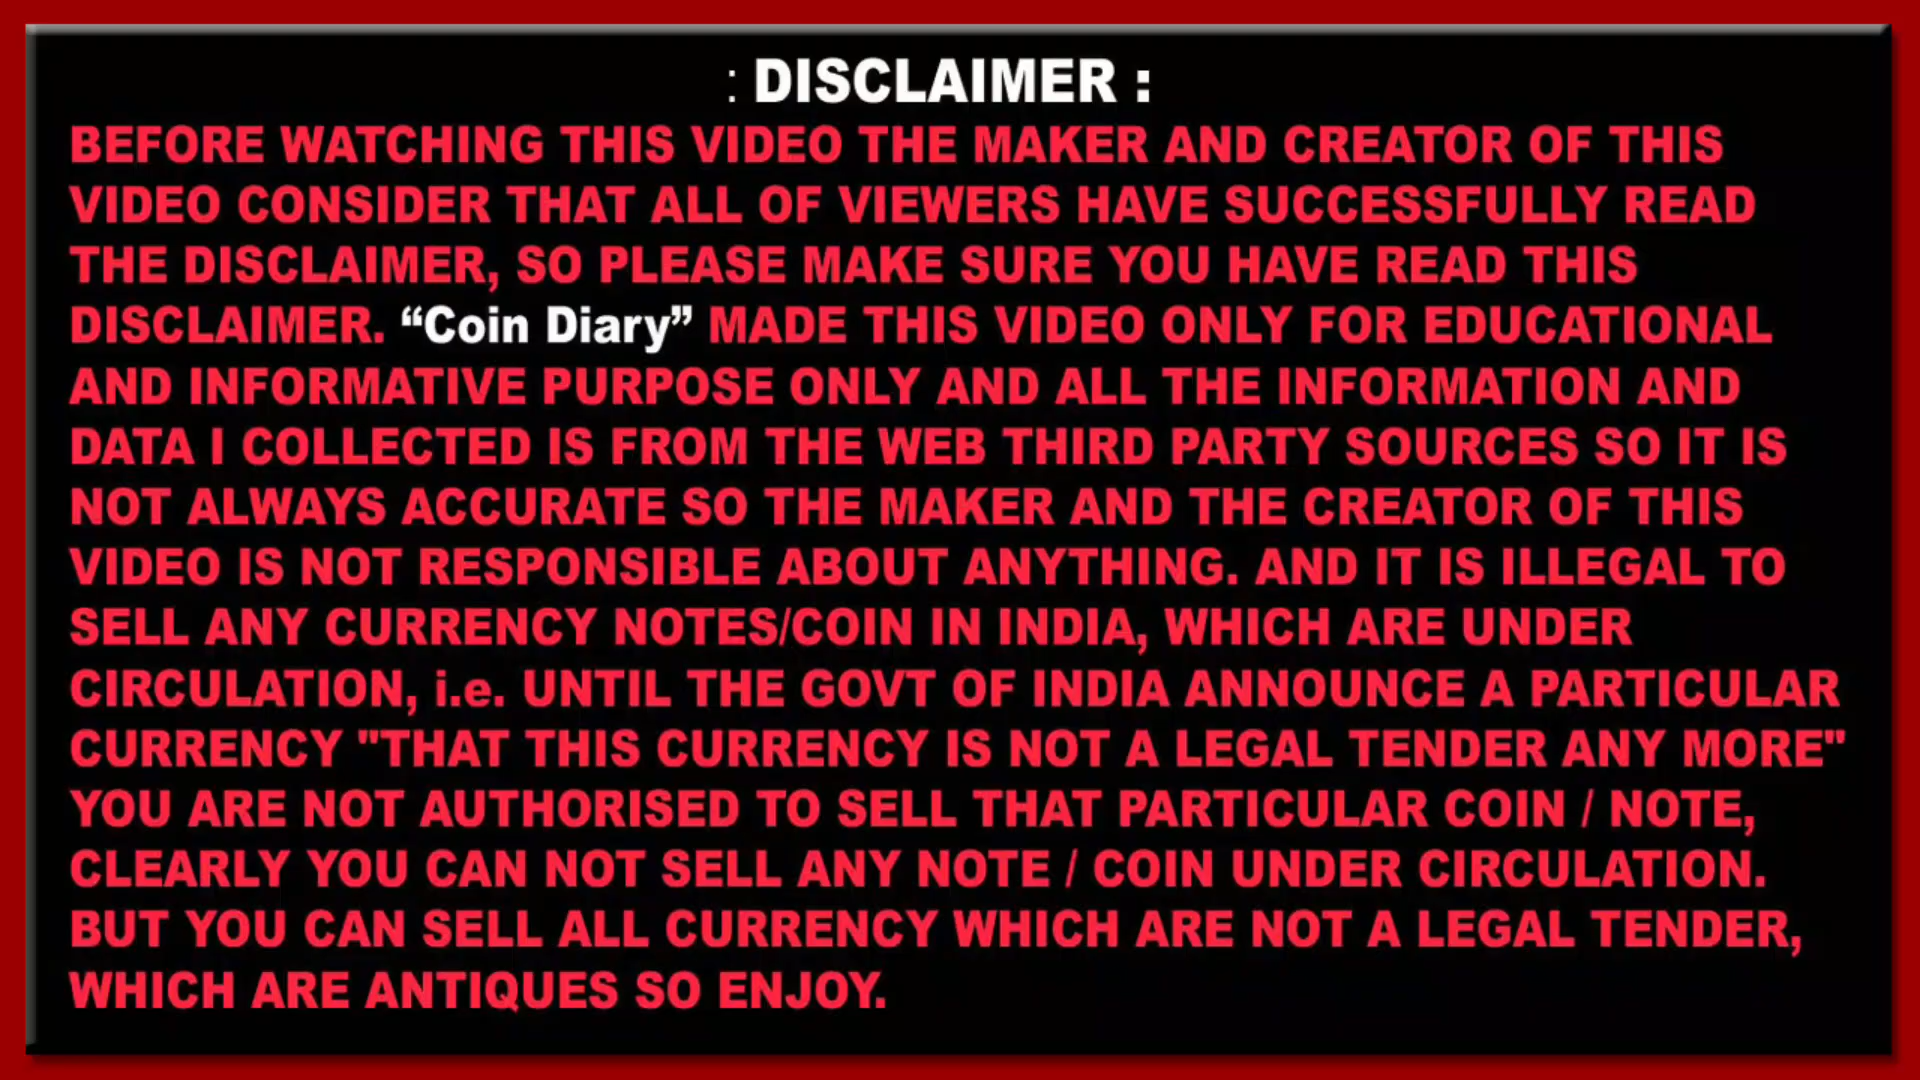 : DISCLAIMER :
BEFORE WATCHING THIS VIDEO THE MAKER AND CREATOR OF THIS
VIDEO CONSIDER THAT ALL OF VIEWERS HAVE SUCCESSFULLY READ
THE DISCLAIMER, SO PLEASE MAKE SURE YOU HAVE READ THIS
DISCLAIMER. “Coin Diary” MADE THIS VIDEO ONLY FOR EDUCATIONAL
AND INFORMATIVE PURPOSE ONLY AND ALL THE INFORMATION AND
DATA I COLLECTED IS FROM THE WEB THIRD PARTY SOURCES SO IT IS
NOT ALWAYS ACCURATE SO THE MAKER AND THE CREATOR OF THIS
VIDEO IS NOT RESPONSIBLE ABOUT ANYTHING. AND IT IS ILLEGAL TO
SELL ANY CURRENCY NOTES/COIN IN INDIA, WHICH ARE UNDER
CIRCULATION, i.e. UNTIL THE GOVT OF INDIA ANNOUNCE A PARTICULAR
CURRENCY "THAT THIS CURRENCY IS NOT A LEGAL TENDER ANY MORE"
YOU ARE NOT AUTHORISED TO SELL THAT PARTICULAR COIN / NOTE,
CLEARLY YOU CAN NOT SELL ANY NOTE / COIN UNDER CIRCULATION.
BUT YOU CAN SELL ALL CURRENCY WHICH ARE NOT A LEGAL TENDER,
WHICH ARE ANTIQUES SO ENJOY.